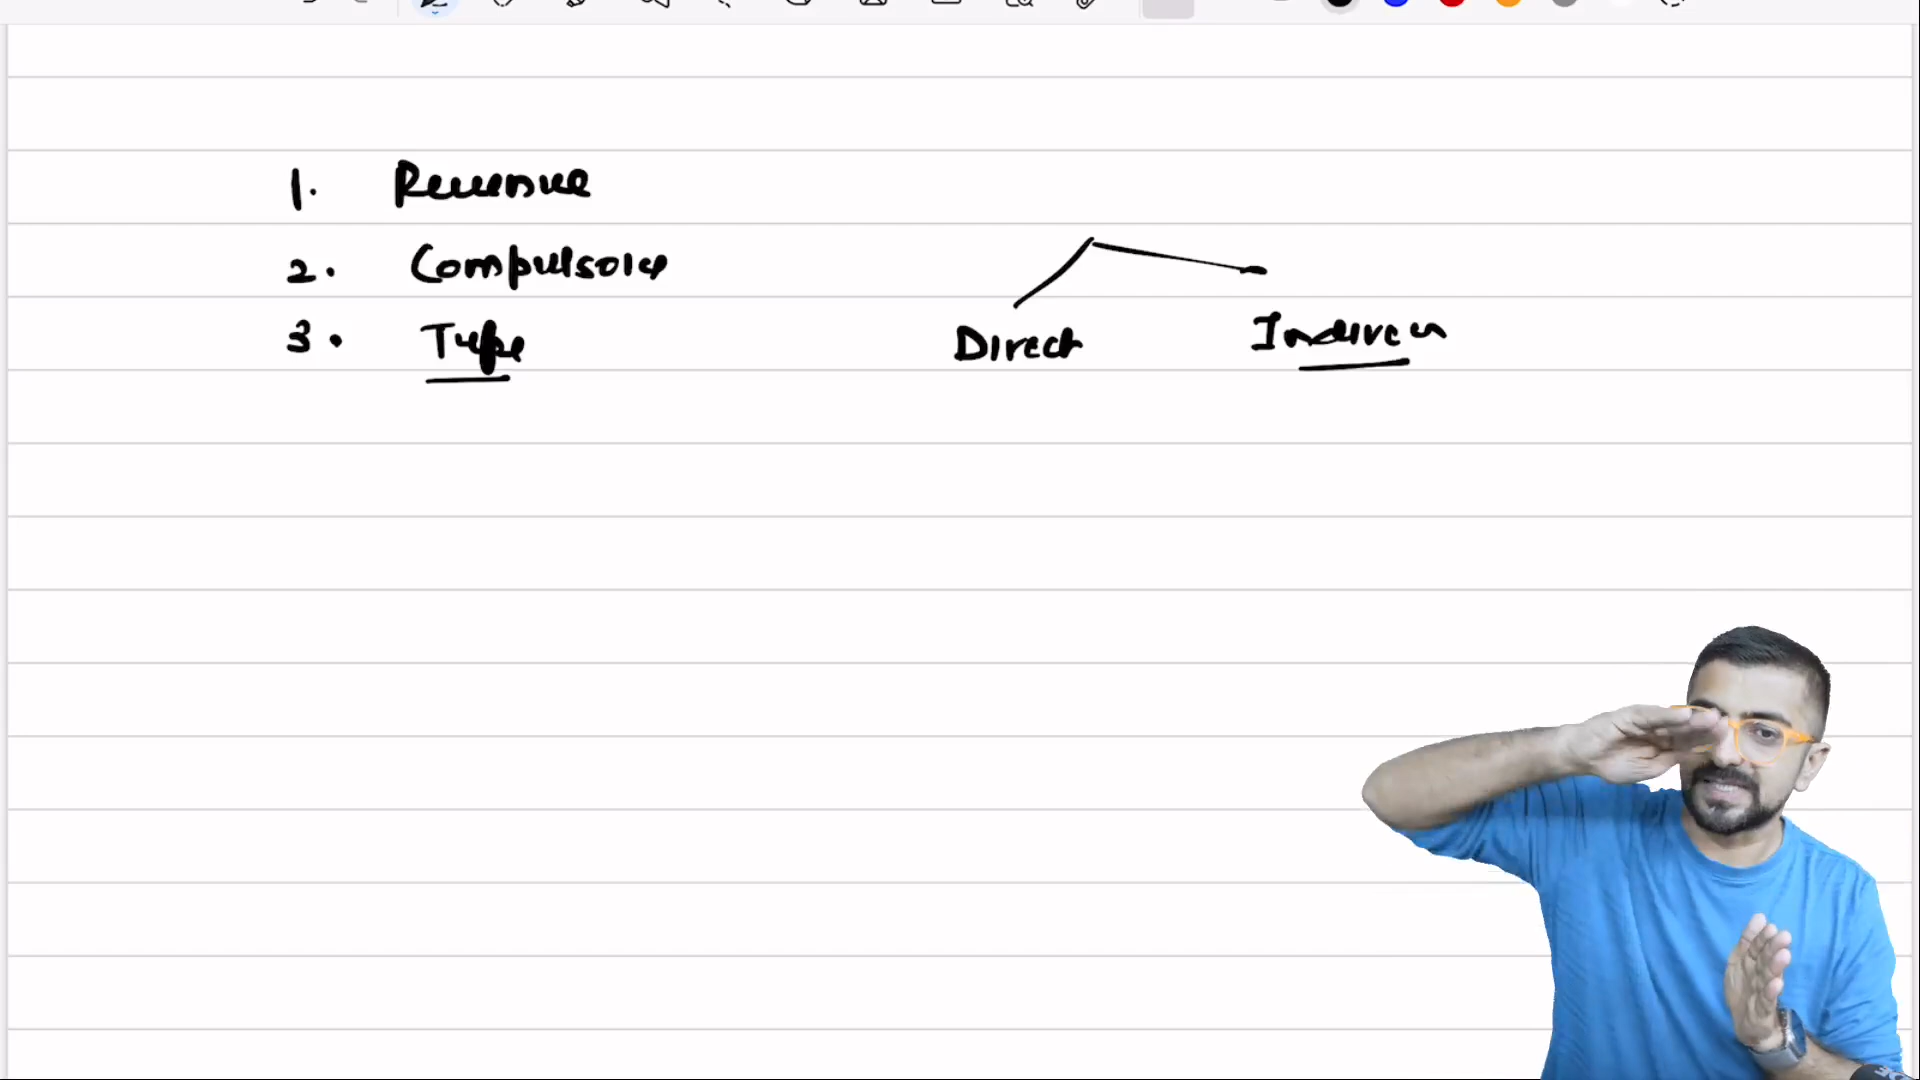 1. Revenue
2. Compulsory
3. Type
Direct Indirect